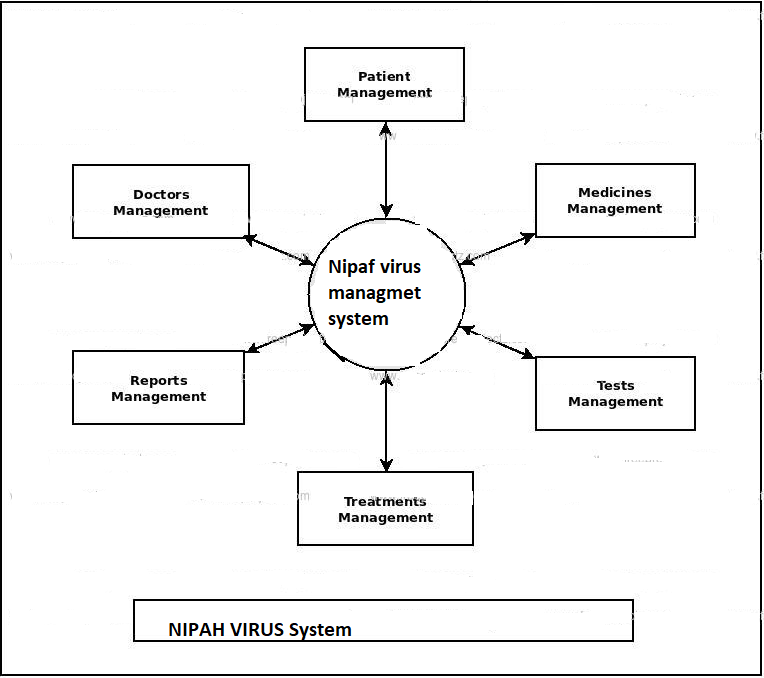 Patient
Management
Doctors
Management
Medicines
Management
Nipaf virus
managmet
system
Reports
Management
Tests
Management
Treatments
Management
NIPAH VIRUS System